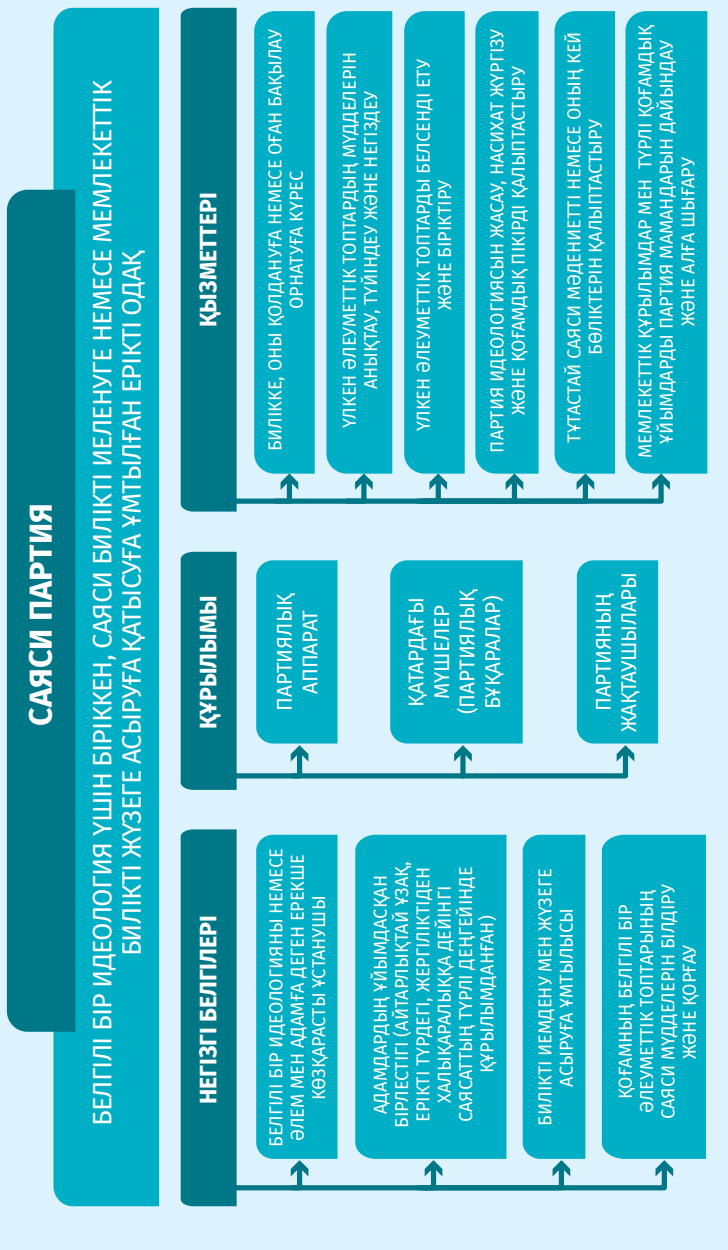 САЯСИ ПАРТИЯ
БЕЛГІЛІ БІР ИДЕОЛОГИЯ ҮШІН БІРІККЕН, САЯСИ БИЛІКТІ ИЕЛЕНУГЕ НЕМЕСЕ МЕМЛЕКЕТТІК
БИЛІКТІ ЖҮЗЕГЕ АСЫРУҒА ҚАТЫСУҒА ҰМТЫЛҒАН ЕРІКТІ ОДАҚ
НЕГІЗГІ БЕЛГІЛЕРІ
БЕЛГІЛІ БІР ИДЕОЛОГИЯНЫ НЕМЕСЕ
ӘЛЕМ МЕН АДАМҒА ДЕГЕН ЕРЕКШЕ
КӨЗҚАРАСТЫ ҰСТАНУШЫ
АДАМДАРДЫҢ ҰЙЫМДАСҚАН
БІРЛЕСТІГІ (АЙТАРЛЫҚТАЙ ҰЗАҚ,
ЕРІКТІ ТҮРДЕГІ, ЖЕРГІЛІКТІДЕН
ХАЛЫҚАРАЛЫҚҚА ДЕЙІНГІ
САЯСАТТЫҢ ТҮРЛІ ДЕҢГЕЙІНДЕ
ҚҰРЫЛЫМДАНҒАН)
БИЛІКТІ ИЕМДЕНУ МЕН ЖҮЗЕГЕ
АСЫРУҒА ҰМТЫЛЫСЫ
ҚОҒАМНЫҢ БЕЛГІЛІ БІР
ӘЛЕУМЕТТІК ТОПТАРЫНЫҢ
САЯСИ МҮДДЕЛЕРІН БІЛДІРУ
ЖӘНЕ ҚОРҒАУ
ҚҰРЫЛЫМЫ
ПАРТИЯЛЫҚ
АППАРАТ
ҚАТАРДАҒЫ
МҮШЕЛЕР
(ПАРТИЯЛЫҚ
БҰҚАРАЛАР)
ПАРТИЯНЫҢ
ЖАҚТАУШЫЛАРЫ
ҚЫЗМЕТТЕРІ
БИЛІККЕ, ОНЫ ҚОЛДАНУҒА НЕМЕСЕ ОҒАН БАҚЫЛАУ
ОРНАТУҒА КҮРЕС
ҮЛКЕН ӘЛЕУМЕТТІК ТОПТАРДЫҢ МҮДДЕЛЕРІН
АНЫҚТАУ, ТҮЙІНДЕУ ЖӘНЕ НЕГІЗДЕУ
ҮЛКЕН ӘЛЕУМЕТТІК ТОПТАРДЫ БЕЛСЕНДІ ЕТУ
ЖӘНЕ БІРІКТІРУ
ПАРТИЯ ИДЕОЛОГИЯСЫН ЖАСАУ, НАСИХАТ ЖҮРГІЗУ
ЖӘНЕ ҚОҒАМДЫҚ ПІКІРДІ ҚАЛЫПТАСТЫРУ
ТҰТАСТАЙ САЯСИ МӘДЕНИЕТТІ НЕМЕСЕ ОНЫҢ КЕЙ
БӨЛІКТЕРІН ҚАЛЫПТАСТЫРУ
МЕМЛЕКЕТТІК ҚҰРЫЛЫМДАР МЕН ТҮРЛІ ҚОҒАМДЫҚ
ҰЙЫМДАРДЫ ПАРТИЯ МАМАНДАРЫН ДАЙЫНДАУ
ЖӘНЕ АЛҒА ШЫҒАРУ